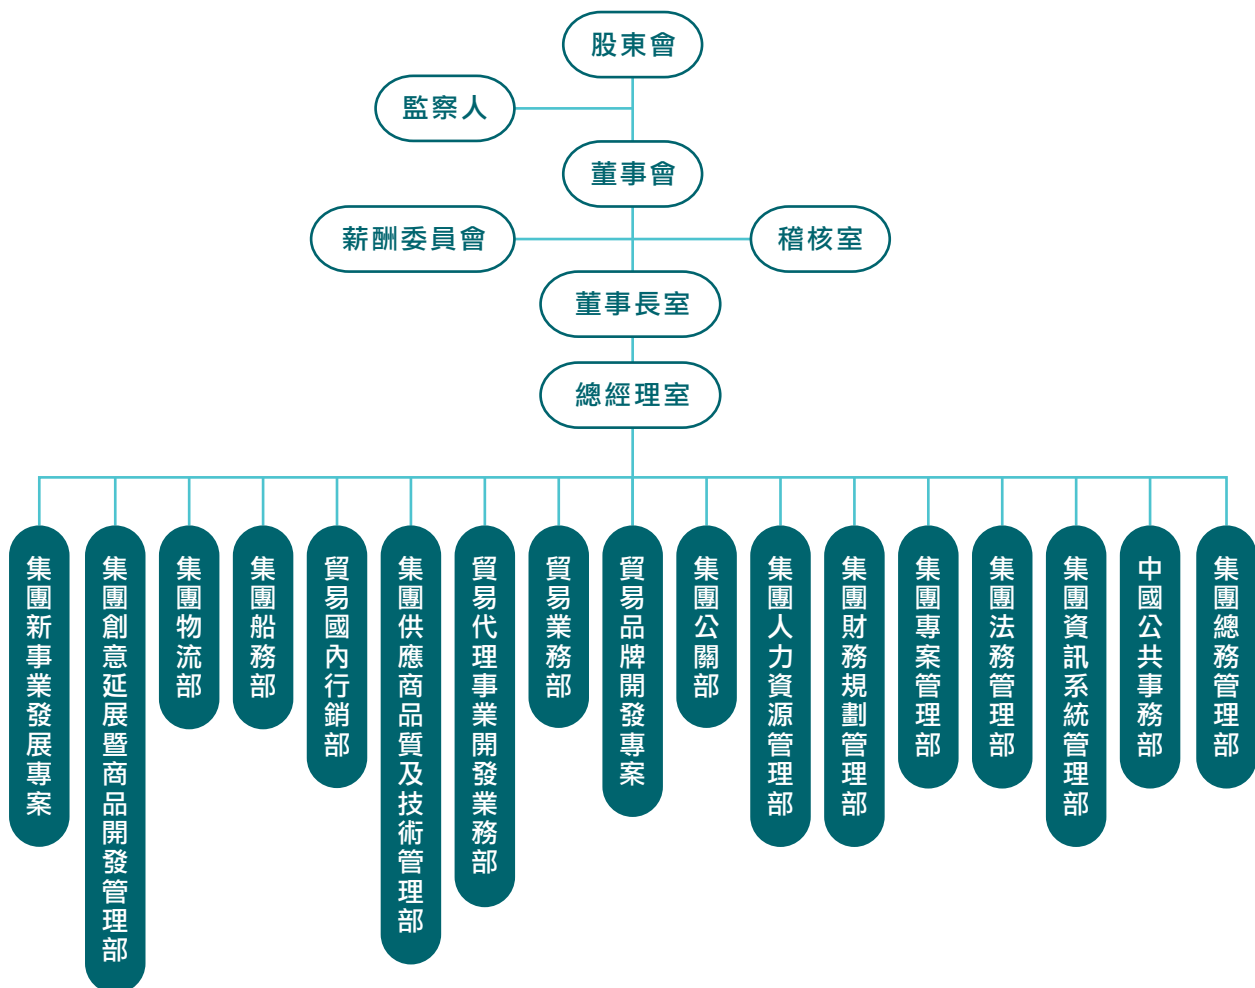 股東會
監察人
董事會
薪酬委員會
稽核室
董事長室
總經理室
集團新事業發展專案
集團創意延展暨商品開發管理部
集團物流部
集團船務部
貿易國內行銷部
集團供應商品質及技術管理部
貿易代理事業開發業務部
貿易業務部
貿易品牌開發專案
集團公關部
集團人力資源管理部
集團財務規劃管理部
集團專案管理部
集團法務管理部
集團資訊系統管理部
中國公共事務部
集團總務管理部